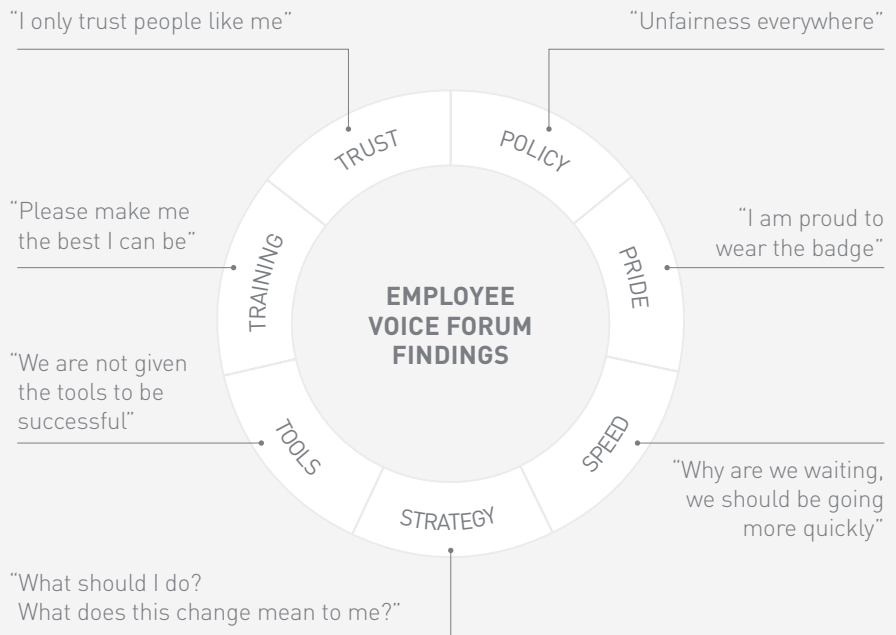 “I only trust people like me”
“Unfairness everywhere”
TRUST
POLICY
“Please make me
the best I can be”
TRAINING
“I am proud to
wear the badge”
PRIDE
EMPLOYEE
VOICE FORUM
FINDINGS
“We are not given
the tools to be
successful”
TOOLS
SPEED
“Why are we waiting,
we should be going
more quickly”
STRATEGY
“What should I do?
What does this change mean to me?”